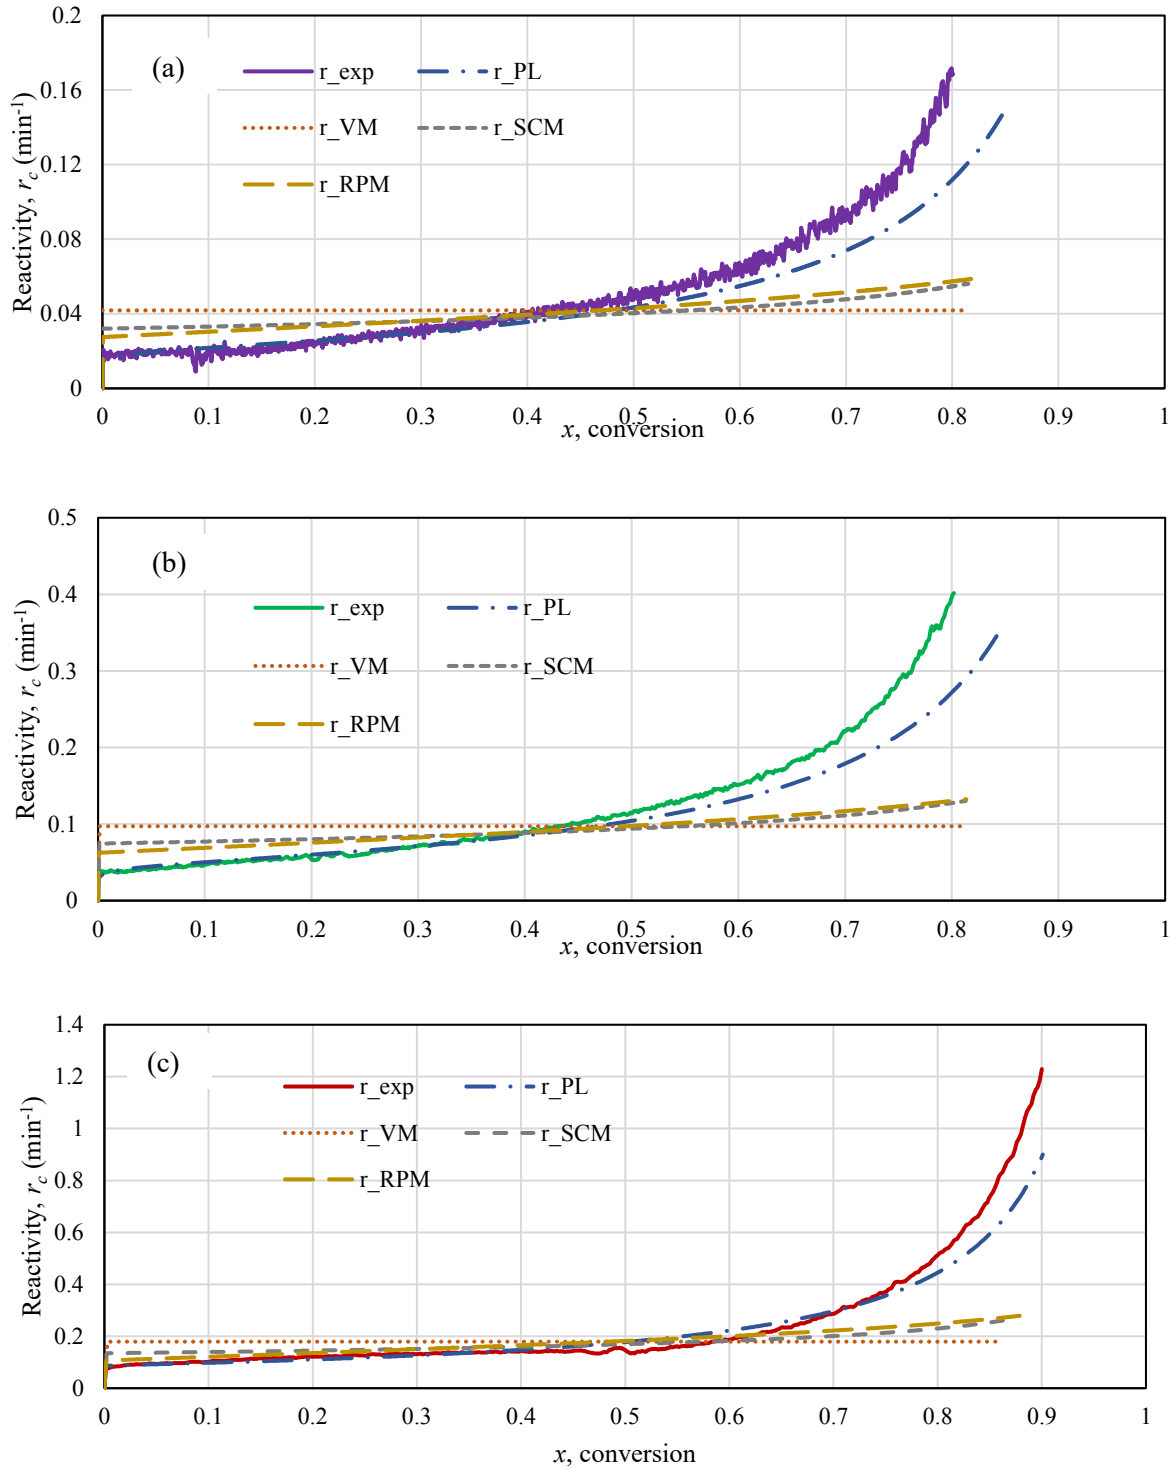 0.2
(a)
r_exp
r_PL
0.16
r_VM
r_SCM
0.12
r_RPM
0.08
0.04
0
Reactivity, r_c (min⁻¹)
0 0.1 0.2 0.3 0.4 0.5 0.6 0.7 0.8 0.9 1
x, conversion
0.5
(b)
r_exp
r_PL
0.4
r_VM
r_SCM
0.3
r_RPM
0.2
0.1
0
Reactivity, r_c (min⁻¹)
0 0.1 0.2 0.3 0.4 0.5 0.6 0.7 0.8 0.9 1
x, conversion
1.4
(c)
r_exp
r_PL
1.2
r_VM
r_SCM
1
r_RPM
0.8
0.6
0.4
0.2
0
Reactivity, r_c (min⁻¹)
0 0.1 0.2 0.3 0.4 0.5 0.6 0.7 0.8 0.9 1
x, conversion